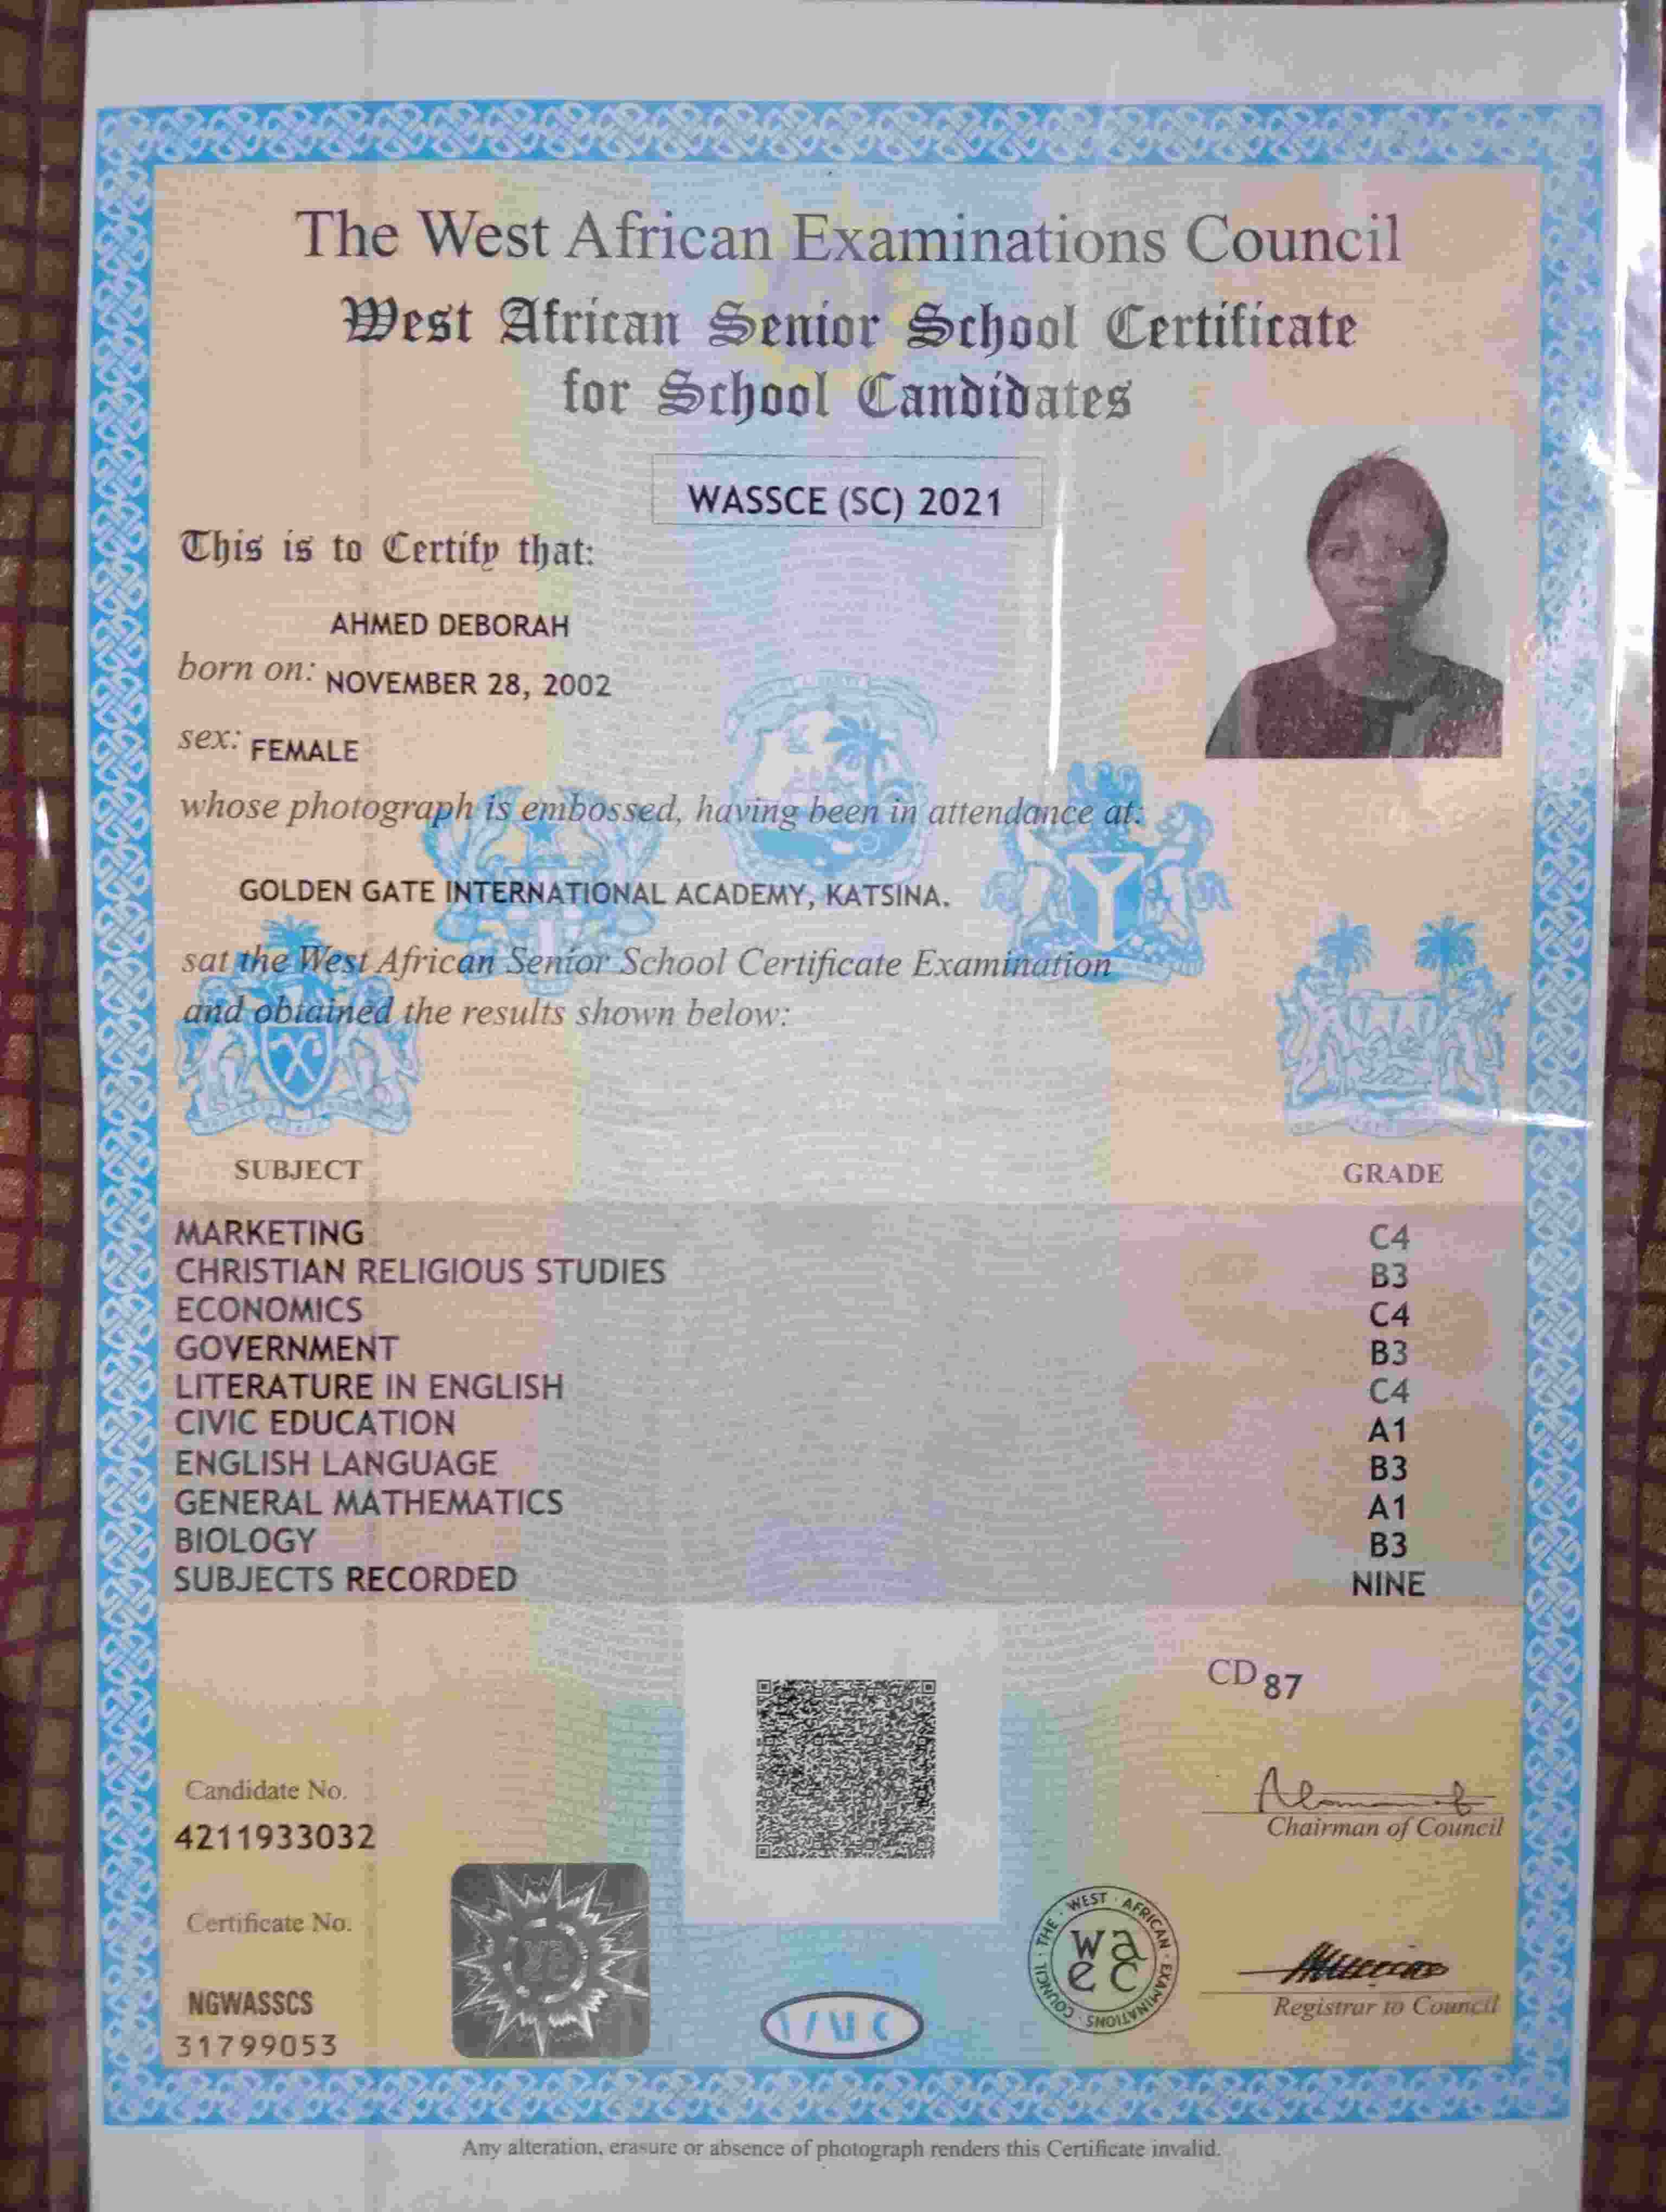 The West African Examinations Council
West African Senior School Certificate
for School Candidates
WASSCE (SC) 2021
This is to Certify that:
AHMED DEBORAH
born on: NOVEMBER 28, 2002
sex: FEMALE
whose photograph is embossed, having been in attendance at:
GOLDEN GATE INTERNATIONAL ACADEMY, KATSINA.
sat the West African Senior School Certificate Examination
and obtained the results shown below:
SUBJECT GRADE
MARKETING C4
CHRISTIAN RELIGIOUS STUDIES B3
ECONOMICS C4
GOVERNMENT B3
LITERATURE IN ENGLISH C4
CIVIC EDUCATION A1
ENGLISH LANGUAGE B3
GENERAL MATHEMATICS A1
BIOLOGY B3
SUBJECTS RECORDED NINE
CD 87
Candidate No.
4211933032
Chairman of Council
Certificate No.
NGWASSCS
31799053
THE · WEST · AFRICAN · EXAMINATIONS · COUNCIL
wa
ec
Registrar to Council
Any alteration, erasure or absence of photograph renders this Certificate invalid.